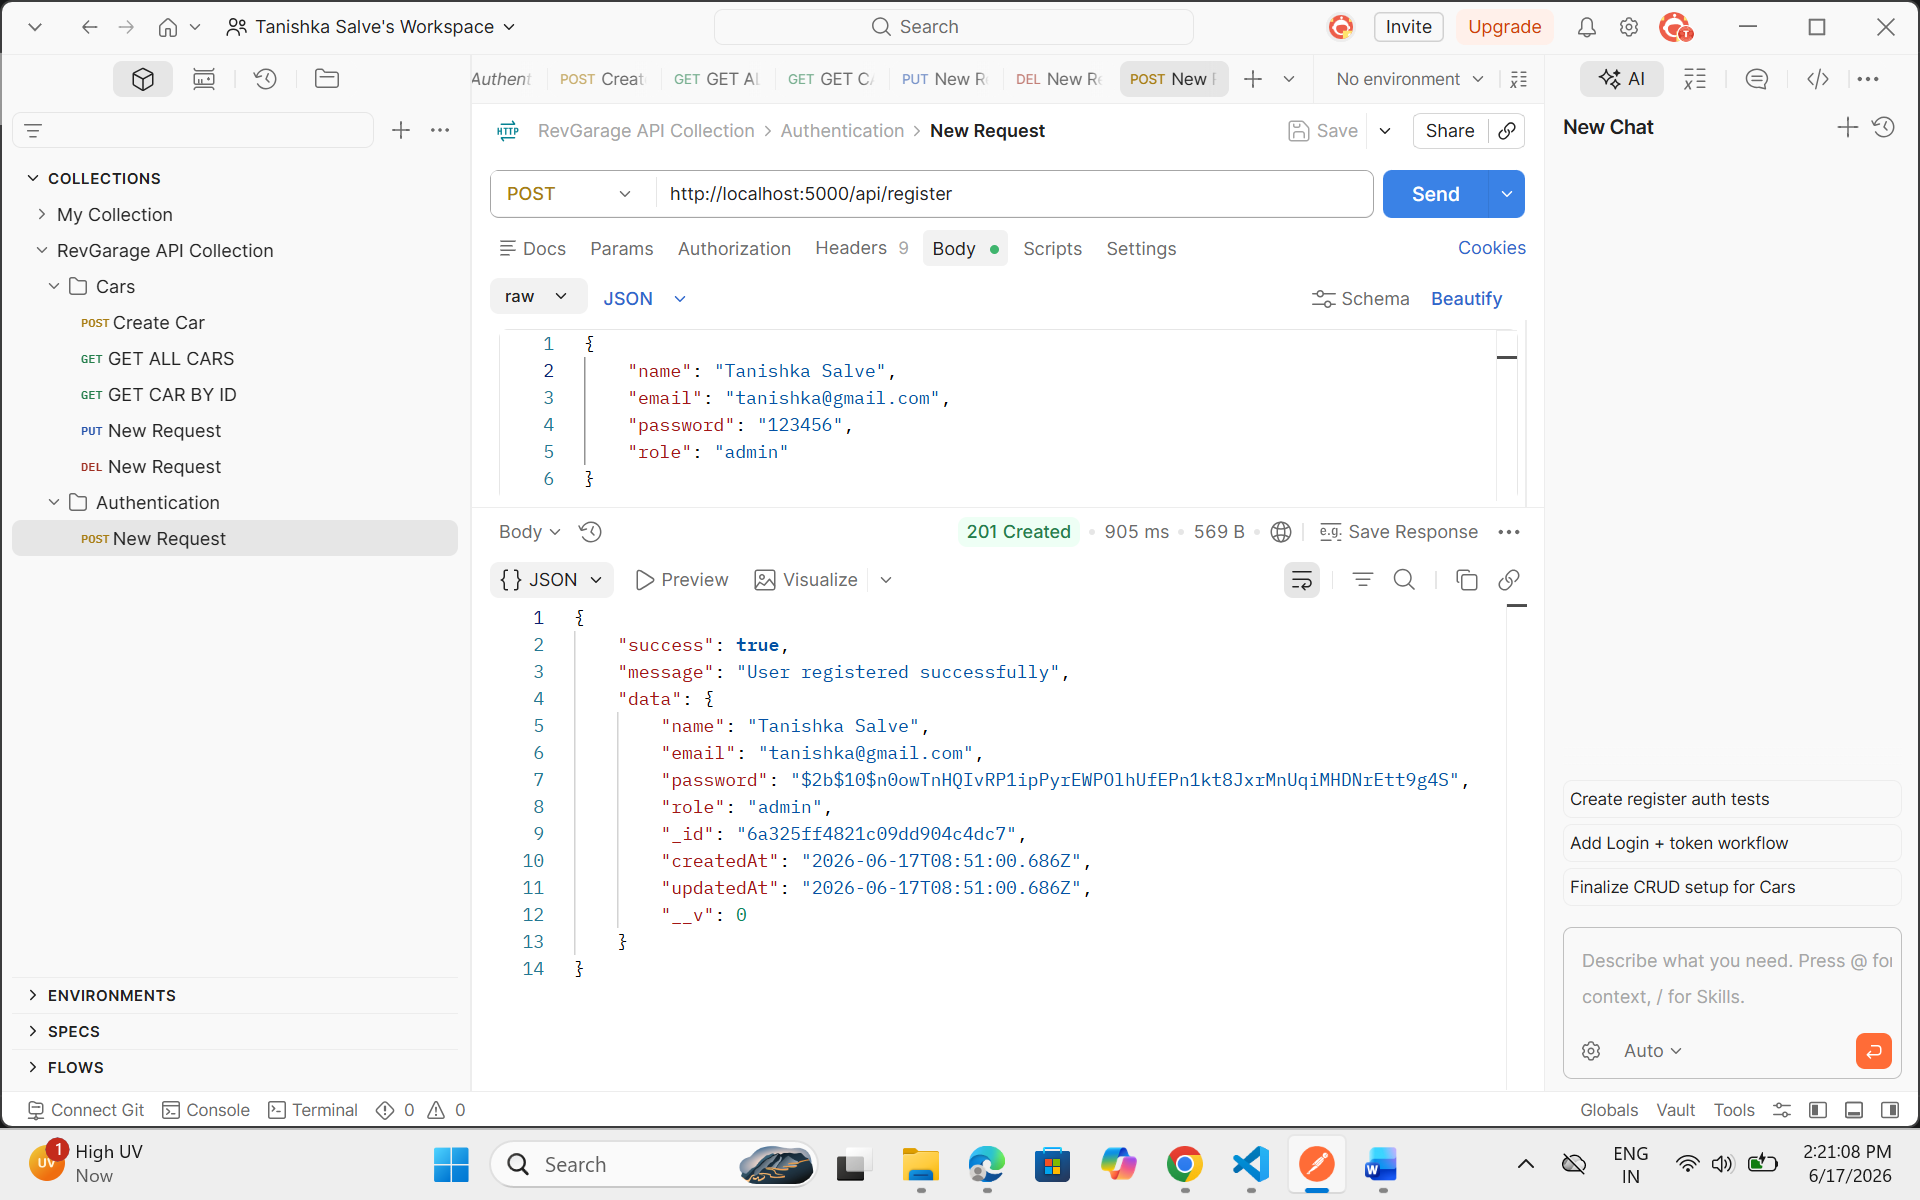 Tanishka Salve's Workspace
Search
Invite
Upgrade
Authent
POST Creat
GET GET AL
GET GET CA
PUT New Re
DEL New Re
POST New R
No environment
AI
RevGarage API Collection > Authentication > New Request
Save
Share
New Chat
COLLECTIONS
My Collection
RevGarage API Collection
Cars
POST Create Car
GET GET ALL CARS
GET GET CAR BY ID
PUT New Request
DEL New Request
Authentication
POST New Request
ENVIRONMENTS
SPECS
FLOWS
POST
http://localhost:5000/api/register
Send
Docs Params Authorization Headers 9 Body Scripts Settings Cookies
raw JSON Schema Beautify
1 {
2 "name": "Tanishka Salve",
3 "email": "tanishka@gmail.com",
4 "password": "123456",
5 "role": "admin"
6 }
Body 201 Created 905 ms 569 B e.g. Save Response
{ } JSON Preview Visualize
1 {
2 "success": true,
3 "message": "User registered successfully",
4 "data": {
5 "name": "Tanishka Salve",
6 "email": "tanishka@gmail.com",
7 "password": "$2b$10$n0owTnHQIvRP1ipPyrEWPOlhUfEPn1kt8JxrMnUqiMHDNrEtt9g4S",
8 "role": "admin",
9 "_id": "6a325ff4821c09dd904c4dc7",
10 "createdAt": "2026-06-17T08:51:00.686Z",
11 "updatedAt": "2026-06-17T08:51:00.686Z",
12 "__v": 0
13 }
14 }
Create register auth tests
Add Login + token workflow
Finalize CRUD setup for Cars
Describe what you need. Press @ for
context, / for Skills.
Auto
Connect Git Console Terminal 0 0
Globals Vault Tools
UV 1
High UV
Now
Search
ENG
IN
2:21:08 PM
6/17/2026